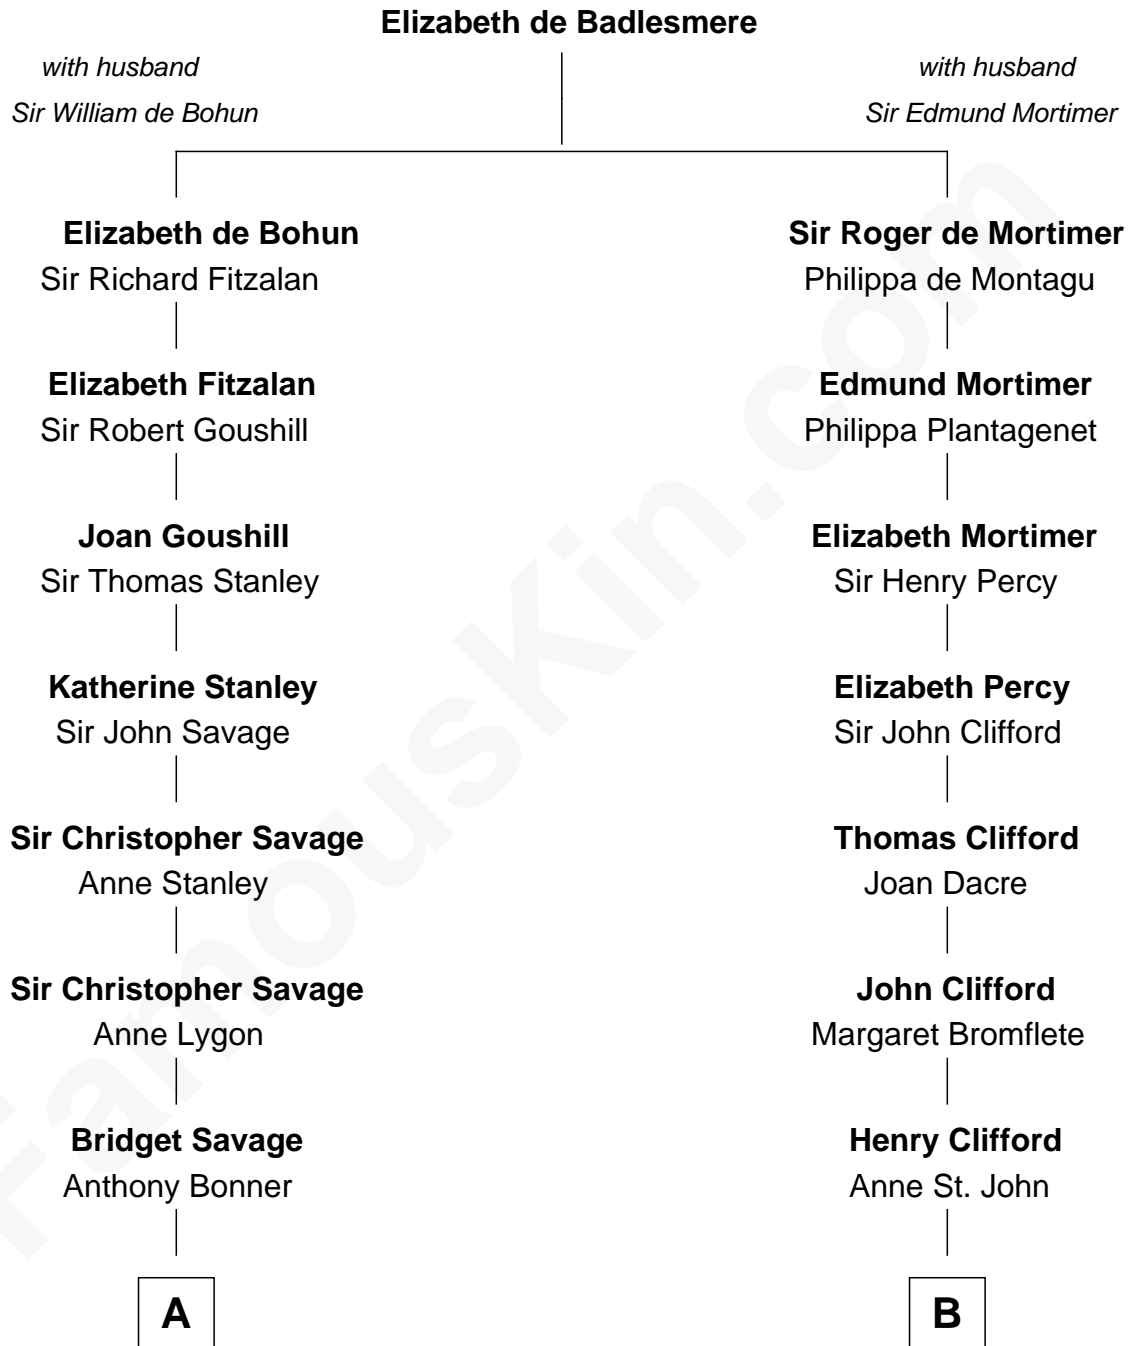 Elizabeth de Badlesmere
with husband
Sir William de Bohun
with husband
Sir Edmund Mortimer
Elizabeth de Bohun
Sir Richard Fitzalan
Elizabeth Fitzalan
Sir Robert Goushill
Joan Goushill
Sir Thomas Stanley
Katherine Stanley
Sir John Savage
Sir Christopher Savage
Anne Stanley
Sir Christopher Savage
Anne Lygon
Bridget Savage
Anthony Bonner
A
Sir Roger de Mortimer
Philippa de Montagu
Edmund Mortimer
Philippa Plantagenet
Elizabeth Mortimer
Sir Henry Percy
Elizabeth Percy
Sir John Clifford
Thomas Clifford
Joan Dacre
John Clifford
Margaret Bromflete
Henry Clifford
Anne St. John
B
FamousKin.com